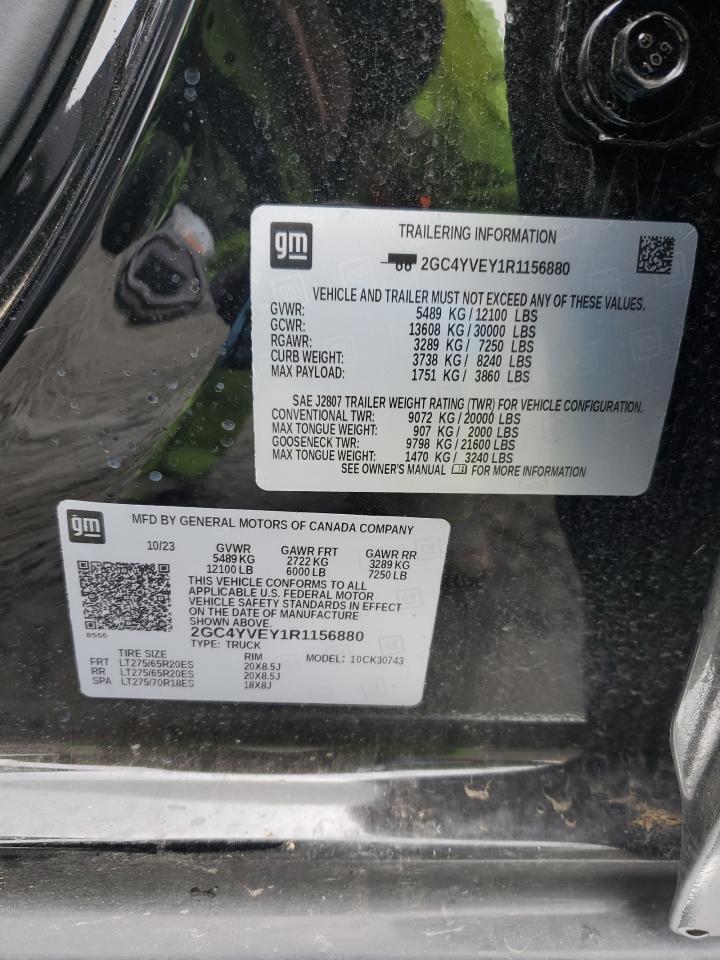 109
gm
TRAILERING INFORMATION
2GC4YVEY1R1156880
VEHICLE AND TRAILER MUST NOT EXCEED ANY OF THESE VALUES.
GVWR: 5489 KG / 12100 LBS
GCWR: 13608 KG / 30000 LBS
RGAWR: 3289 KG / 7250 LBS
CURB WEIGHT: 3738 KG / 8240 LBS
MAX PAYLOAD: 1751 KG / 3860 LBS
SAE J2807 TRAILER WEIGHT RATING (TWR) FOR VEHICLE CONFIGURATION.
CONVENTIONAL TWR: 9072 KG / 20000 LBS
MAX TONGUE WEIGHT: 907 KG / 2000 LBS
GOOSENECK TWR: 9798 KG / 21600 LBS
MAX TONGUE WEIGHT: 1470 KG / 3240 LBS
SEE OWNER'S MANUAL FOR MORE INFORMATION
gm
MFD BY GENERAL MOTORS OF CANADA COMPANY
10/23 GVWR GAWR FRT GAWR RR
5489 KG 2722 KG 3289 KG
12100 LB 6000 LB 7250 LB
THIS VEHICLE CONFORMS TO ALL
APPLICABLE U.S. FEDERAL MOTOR
VEHICLE SAFETY STANDARDS IN EFFECT
ON THE DATE OF MANUFACTURE
SHOWN ABOVE.
8555 2GC4YVEY1R1156880
TYPE: TRUCK
TIRE SIZE RIM MODEL: 10CK30743
FRT LT275/65R20ES 20X8.5J
RR LT275/65R20ES 20X8.5J
SPA LT275/70R18ES 18X8J